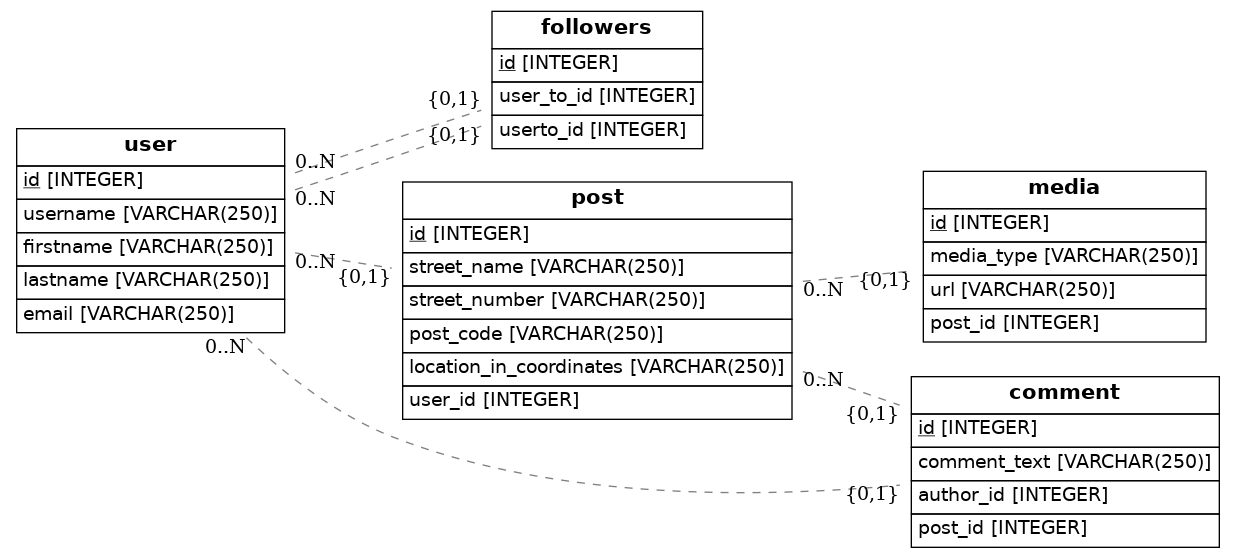 followers
id [INTEGER]
user_to_id [INTEGER]
userto_id [INTEGER]
{0,1}
{0,1}
0..N
0..N
user
id [INTEGER]
username [VARCHAR(250)]
firstname [VARCHAR(250)]
lastname [VARCHAR(250)]
email [VARCHAR(250)]
0..N
{0,1}
0..N
post
id [INTEGER]
street_name [VARCHAR(250)]
street_number [VARCHAR(250)]
post_code [VARCHAR(250)]
location_in_coordinates [VARCHAR(250)]
user_id [INTEGER]
0..N
{0,1}
0..N
{0,1}
{0,1}
media
id [INTEGER]
media_type [VARCHAR(250)]
url [VARCHAR(250)]
post_id [INTEGER]
comment
id [INTEGER]
comment_text [VARCHAR(250)]
author_id [INTEGER]
post_id [INTEGER]